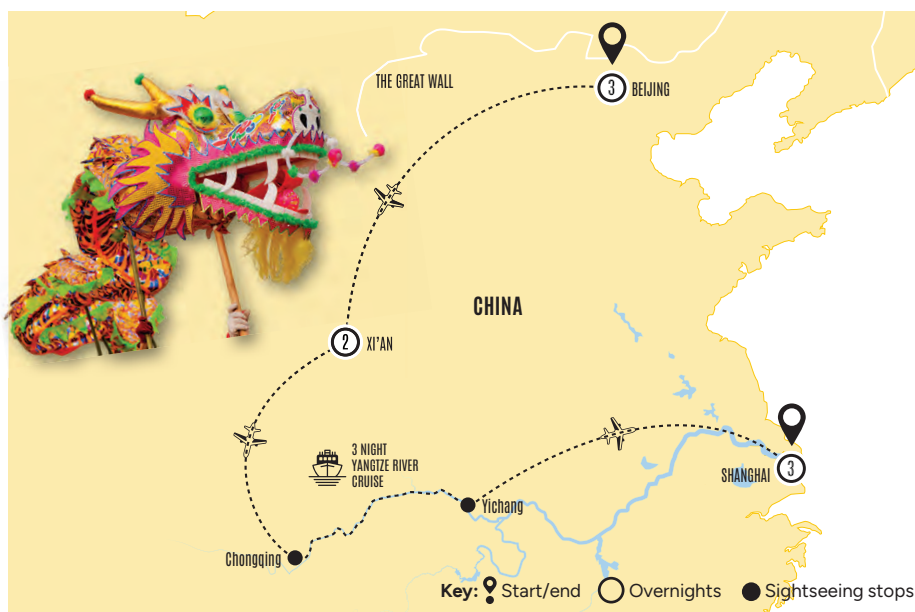 THE GREAT WALL
3 BEIJING
CHINA
2 XI'AN
3 NIGHT
YANGTZE RIVER
CRUISE
SHANGHAI 3
Yichang
Chongqing
Key: Start/end Overnights Sightseeing stops